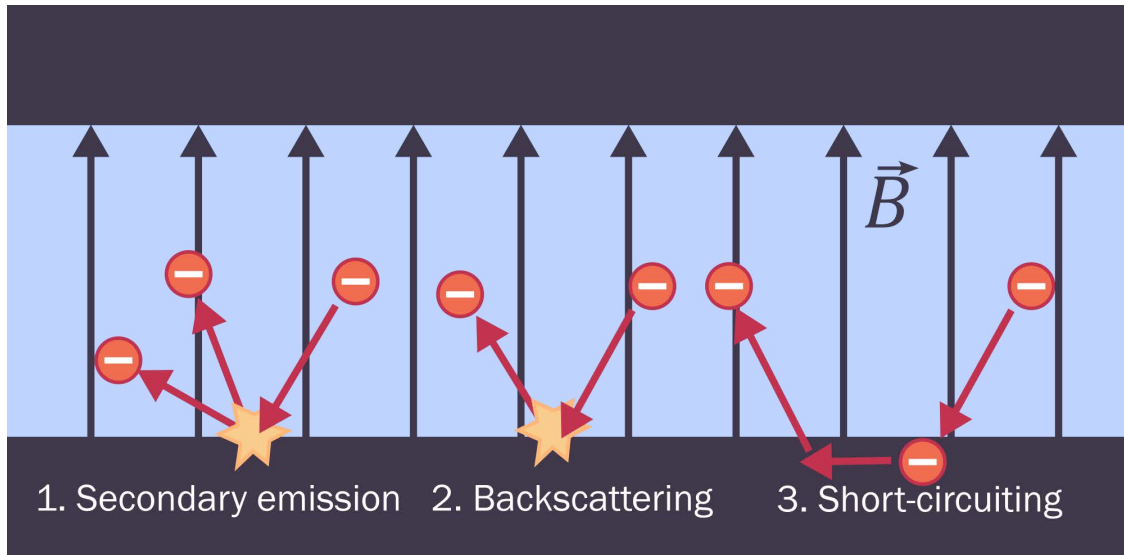 B⃗
1. Secondary emission
2. Backscattering
3. Short-circuiting